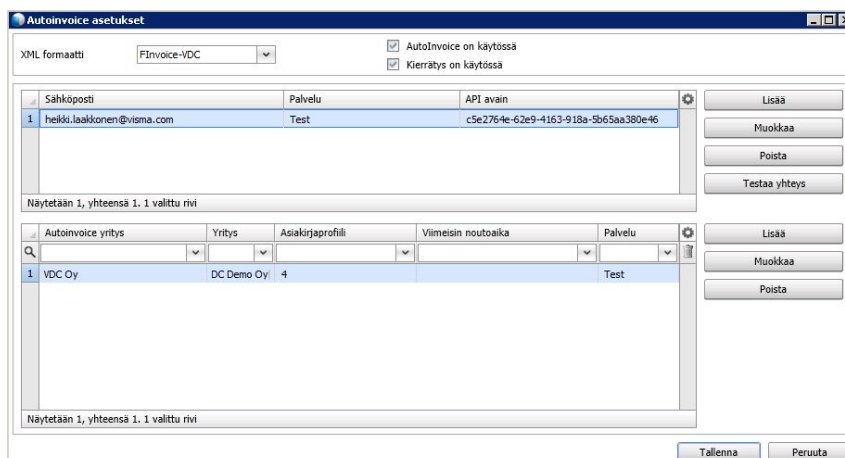 Autoinvoice asetukset
XML formaatti FInvoice-VDC
AutoInvoice on käytössä
Kierrätys on käytössä
Sähköposti Palvelu API avain Lisää
1 heikki.laakkonen@visma.com Test c5e2764e-62e9-4163-918a-5b65aa380e46
Muokkaa
Poista
Testaa yhteys
Näytetään 1, yhteensä 1. 1 valittu rivi
Autoinvoice yritys Yritys Asiakirjaprofiili Viimeisin noutoaika Palvelu Lisää
Muokkaa
1 VDC Oy DC Demo Oy 4 Test
Poista
Näytetään 1, yhteensä 1. 1 valittu rivi
Tallenna Peruuta